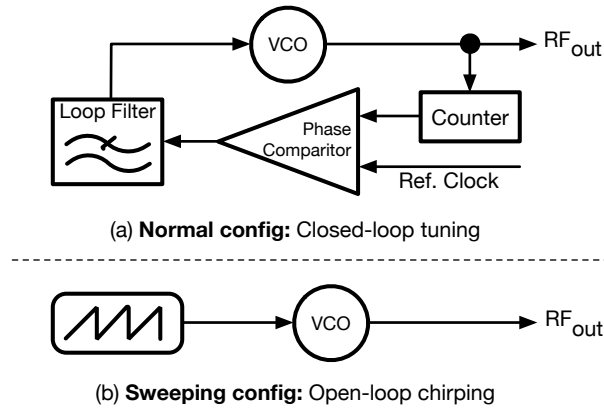 VCO
RFout
Loop Filter
Phase
Comparitor
Counter
Ref. Clock
(a) Normal config: Closed-loop tuning
VCO
RFout
(b) Sweeping config: Open-loop chirping